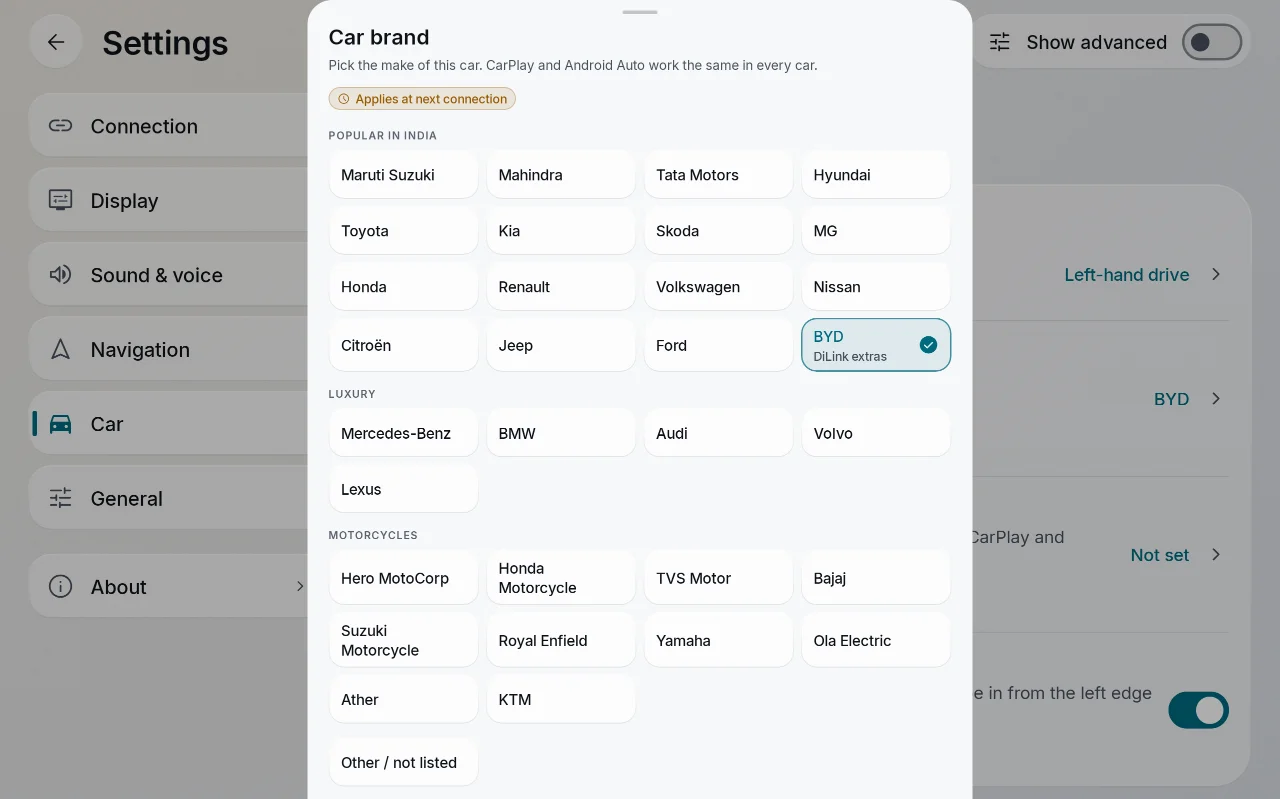 Settings
Show advanced
Connection
Display
Sound & voice
Navigation
Car
General
About
Car brand
Pick the make of this car. CarPlay and Android Auto work the same in every car.
Applies at next connection
POPULAR IN INDIA
Maruti Suzuki
Mahindra
Tata Motors
Hyundai
Toyota
Kia
Skoda
MG
Honda
Renault
Volkswagen
Nissan
Citroën
Jeep
Ford
BYD
DiLink extras
LUXURY
Mercedes-Benz
BMW
Audi
Volvo
Lexus
MOTORCYCLES
Hero MotoCorp
Honda
Motorcycle
TVS Motor
Bajaj
Suzuki
Motorcycle
Royal Enfield
Yamaha
Ola Electric
Ather
KTM
Other / not listed
Left-hand drive
BYD
CarPlay and
Not set
in from the left edge